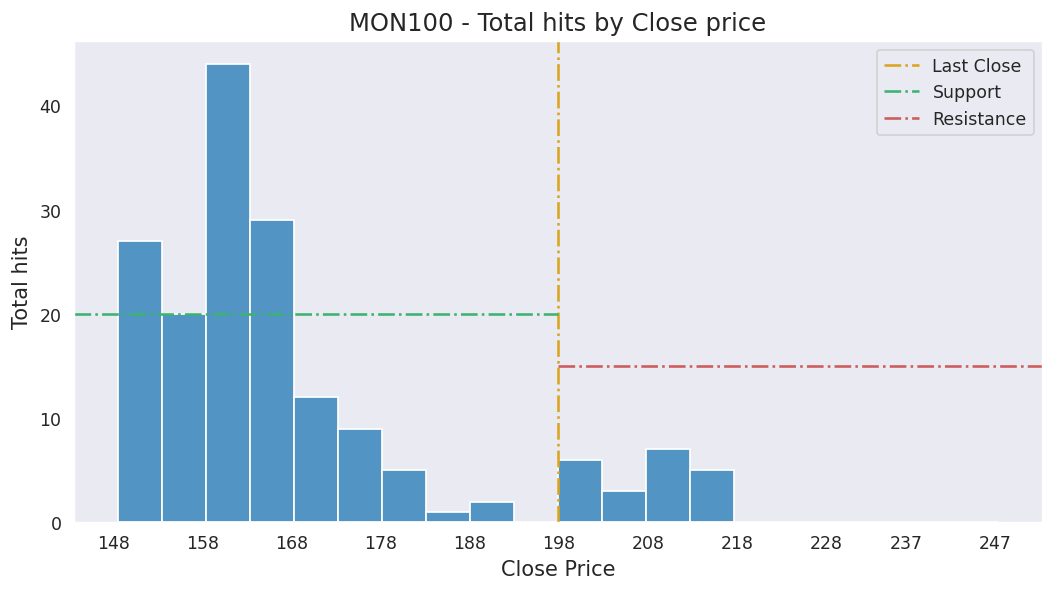 MON100 - Total hits by Close price
Last Close
Support
Resistance
Total hits
40
30
20
10
0
148 158 168 178 188 198 208 218 228 237 247
Close Price